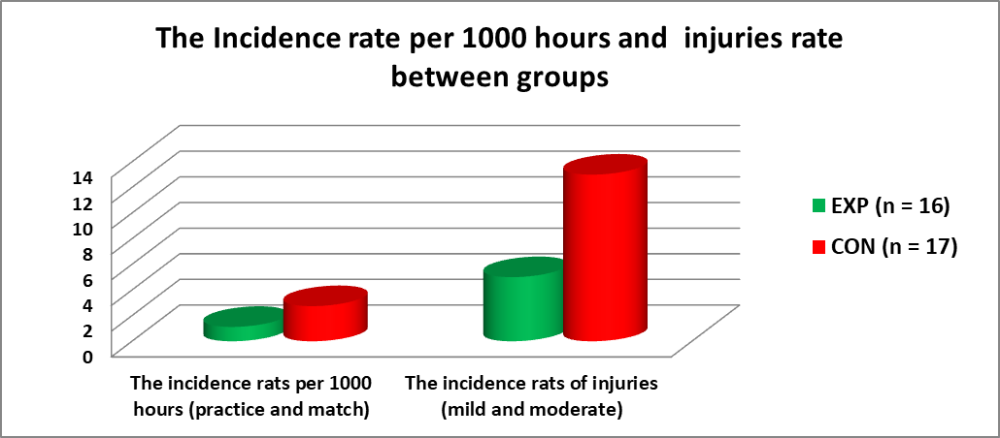 The Incidence rate per 1000 hours and  injuries rate
between groups
14
12
10
8
6
4
2
0
EXP (n = 16)
CON (n = 17)
The incidence rats per 1000
hours (practice and match)
The incidence rats of injuries
(mild and moderate)